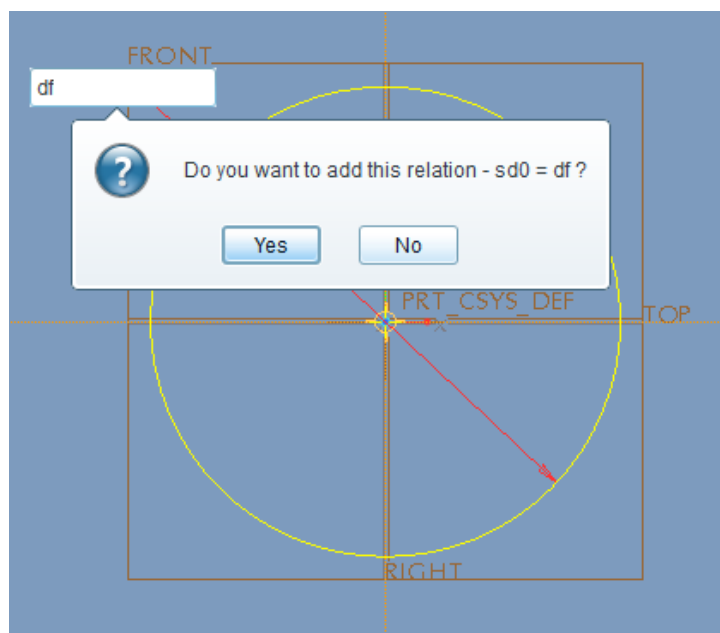 FRONT
df
?
Do you want to add this relation - sd0 = df ?
Yes
No
PRT_CSYS_DEF
TOP
X
RIGHT